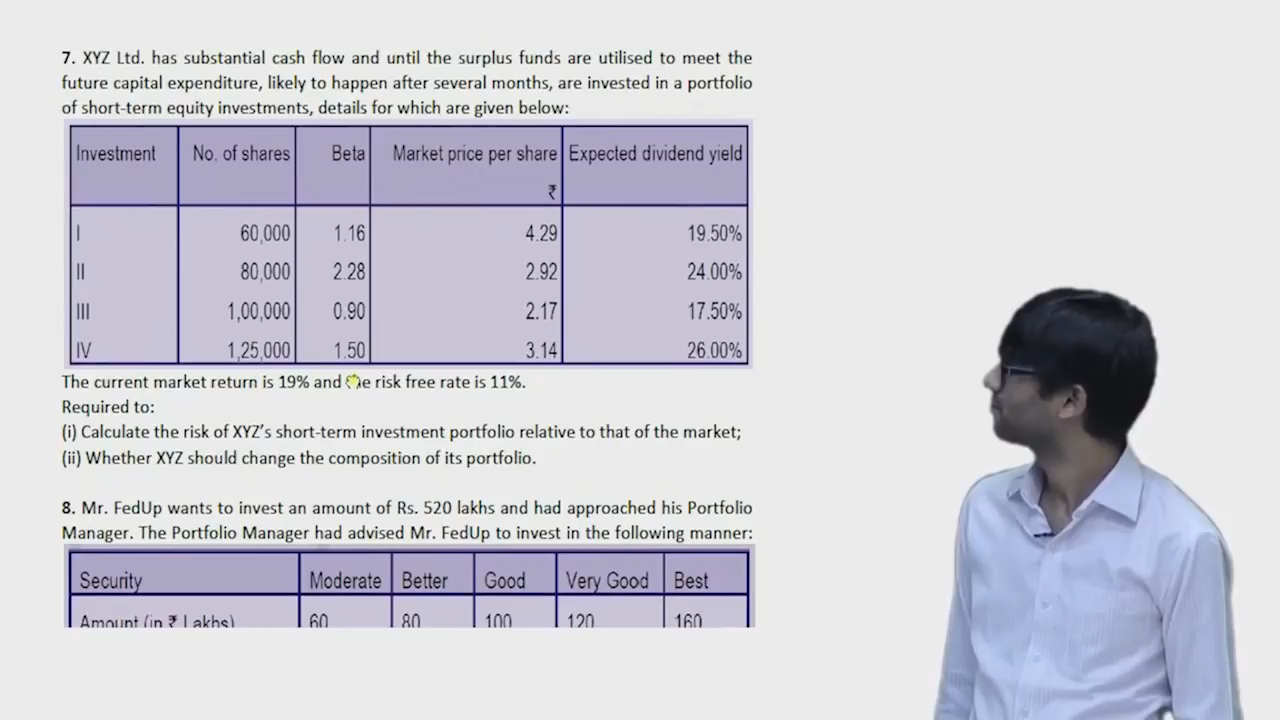 7. XYZ Ltd. has substantial cash flow and until the surplus funds are utilised to meet the
future capital expenditure, likely to happen after several months, are invested in a portfolio
of short-term equity investments, details for which are given below:
Investment No. of shares Beta Market price per share ₹ Expected dividend yield
I 60,000 1.16 4.29 19.50%
II 80,000 2.28 2.92 24.00%
III 1,00,000 0.90 2.17 17.50%
IV 1,25,000 1.50 3.14 26.00%
The current market return is 19% and the risk free rate is 11%.
Required to:
(i) Calculate the risk of XYZ's short-term investment portfolio relative to that of the market;
(ii) Whether XYZ should change the composition of its portfolio.
8. Mr. FedUp wants to invest an amount of Rs. 520 lakhs and had approached his Portfolio
Manager. The Portfolio Manager had advised Mr. FedUp to invest in the following manner:
Security Moderate Better Good Very Good Best
Amount (in ₹ Lakhs) 60 80 100 120 160